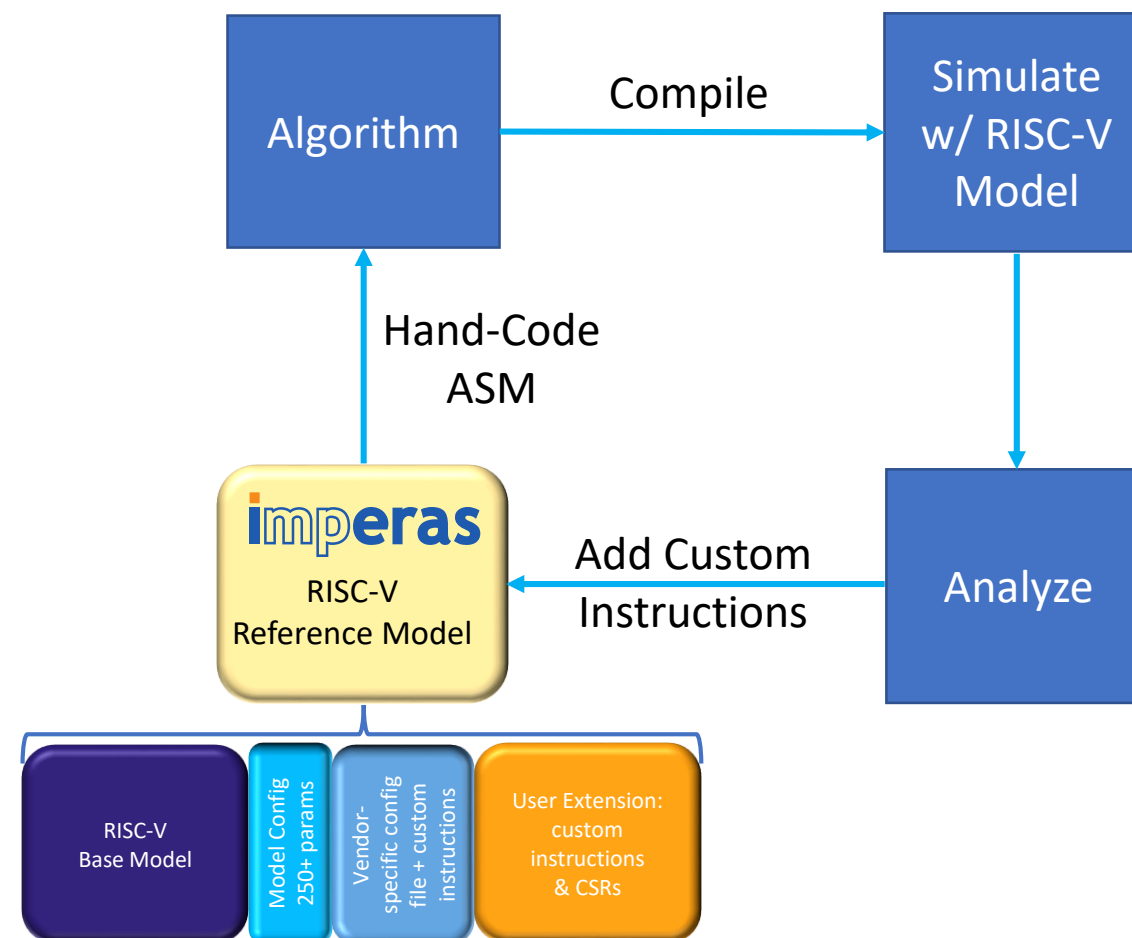 Algorithm
Compile
Simulate
w/ RISC-V
Model
Hand-Code
ASM
imperas
RISC-V
Reference Model
Add Custom
Instructions
Analyze
RISC-V
Base Model
Model Config
250+ params
Vendor-
specific config
file + custom
instructions
User Extension:
custom
instructions
& CSRs